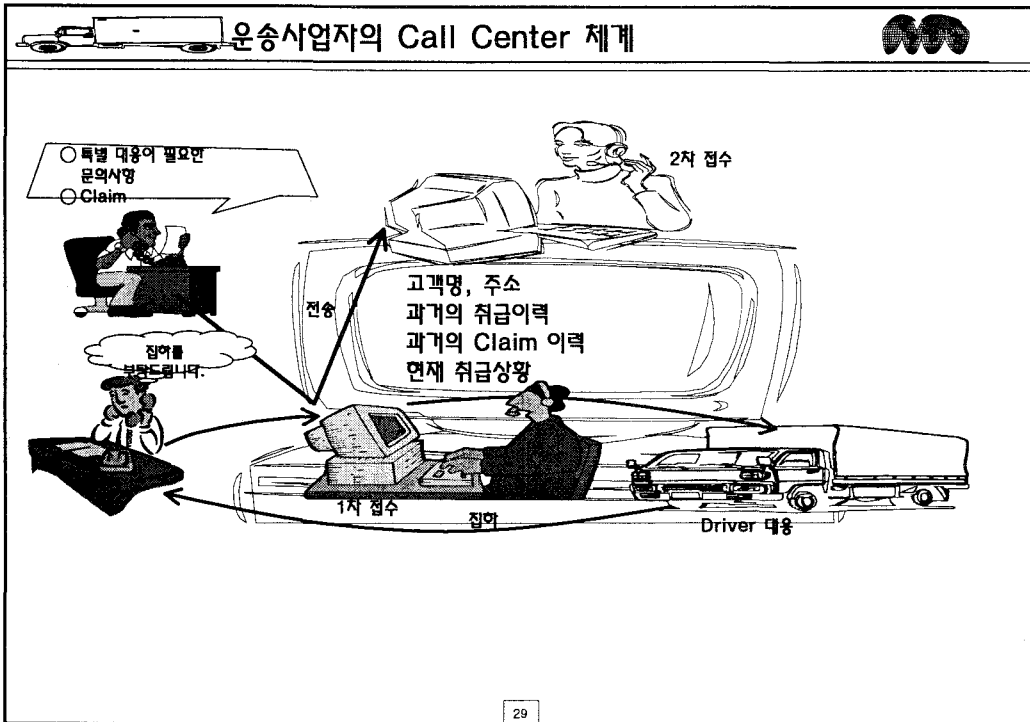 운송사업자의 Call Center 체계
○ 특별 대응이 필요한
문의사항
○ Claim
2차 접수
전송
고객명, 주소
과거의 취급이력
과거의 Claim 이력
현재 취급상황
집하를
부탁드립니다.
1차 접수
집하
Driver 대응
29